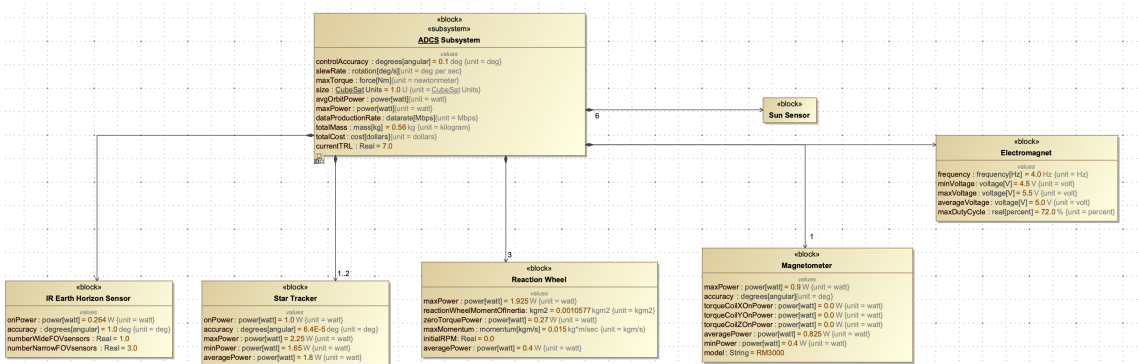 «block»
«subsystem»
ADCS Subsystem
values
controlAccuracy : degrees[angular] = 0.1 deg {unit = deg}
slewRate : rotation[deg/s]{unit = deg per sec}
maxTorque : force[Nm]{unit = newtonmeter}
size : CubeSat Units = 1.0 U {unit = CubeSat Units}
avgOrbitPower : power[watt]{unit = watt}
maxPower : power[watt]{unit = watt}
dataProductionRate : datarate[Mbps]{unit = Mbps}
totalMass : mass[kg] = 0.56 kg {unit = kilogram}
totalCost : cost[dollars]{unit = dollars}
currentTRL : Real = 7.0
6
«block»
Sun Sensor
«block»
Electromagnet
values
frequency : frequency[Hz] = 4.0 Hz {unit = Hz}
minVoltage : voltage[V] = 4.5 V {unit = volt}
maxVoltage : voltage[V] = 5.5 V {unit = volt}
averageVoltage : voltage[V] = 5.0 V {unit = volt}
maxDutyCycle : real[percent] = 72.0 % {unit = percent}
«block»
IR Earth Horizon Sensor
values
onPower : power[watt] = 0.264 W {unit = watt}
accuracy : degrees[angular] = 1.0 deg {unit = deg}
numberWideFOVsensors : Real = 1.0
numberNarrowFOVsensors : Real = 3.0
1..2
«block»
Star Tracker
values
onPower : power[watt] = 1.0 W {unit = watt}
accuracy : degrees[angular] = 6.4E-5 deg {unit = deg}
maxPower : power[watt] = 2.25 W {unit = watt}
minPower : power[watt] = 1.65 W {unit = watt}
averagePower : power[watt] = 1.8 W {unit = watt}
3
«block»
Reaction Wheel
values
maxPower : power[watt] = 1.925 W {unit = watt}
reactionWheelMomentOfInertia : kgm2 = 0.0010577 kgm2 {unit = kgm2}
zeroTorquePower : power[watt] = 0.27 W {unit = watt}
maxMomentum : momentum[kgm/s] = 0.015 kg*m/sec {unit = kgm/s}
initialRPM : Real = 0.0
averagePower : power[watt] = 0.4 W {unit = watt}
1
«block»
Magnetometer
values
maxPower : power[watt] = 0.9 W {unit = watt}
accuracy : degrees[angular]{unit = deg}
torqueCoilXOnPower : power[watt] = 0.0 W {unit = watt}
torqueCoilYOnPower : power[watt] = 0.0 W {unit = watt}
torqueCoilZOnPower : power[watt] = 0.0 W {unit = watt}
averagePower : power[watt] = 0.825 W {unit = watt}
minPower : power[watt] = 0.4 W {unit = watt}
model : String = RM3000